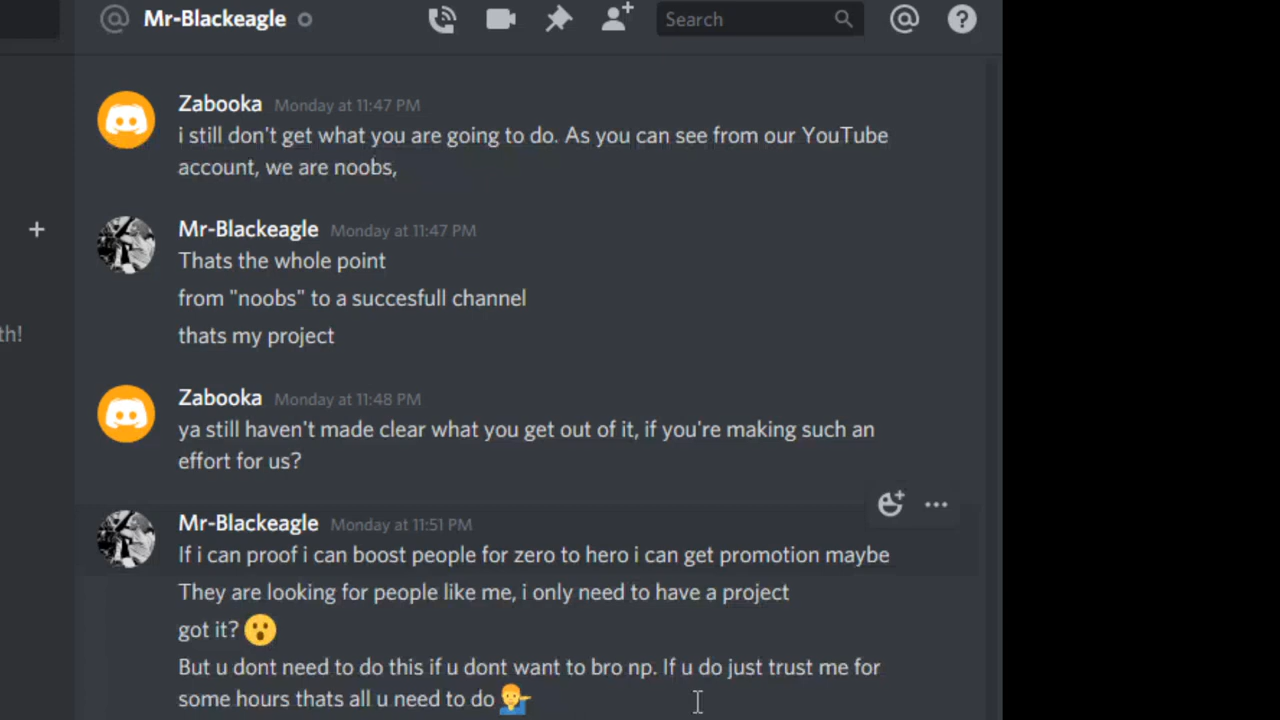 Mr-Blackeagle
Search
Zabooka Monday at 11:47 PM
i still don't get what you are going to do. As you can see from our YouTube
account, we are noobs,
Mr-Blackeagle Monday at 11:47 PM
Thats the whole point
from "noobs" to a succesfull channel
th!
thats my project
Zabooka Monday at 11:48 PM
ya still haven't made clear what you get out of it, if you're making such an
effort for us?
Mr-Blackeagle Monday at 11:51 PM
If i can proof i can boost people for zero to hero i can get promotion maybe
They are looking for people like me, i only need to have a project
got it? 😮
But u dont need to do this if u dont want to bro np. If u do just trust me for
some hours thats all u need to do 💁‍♂️